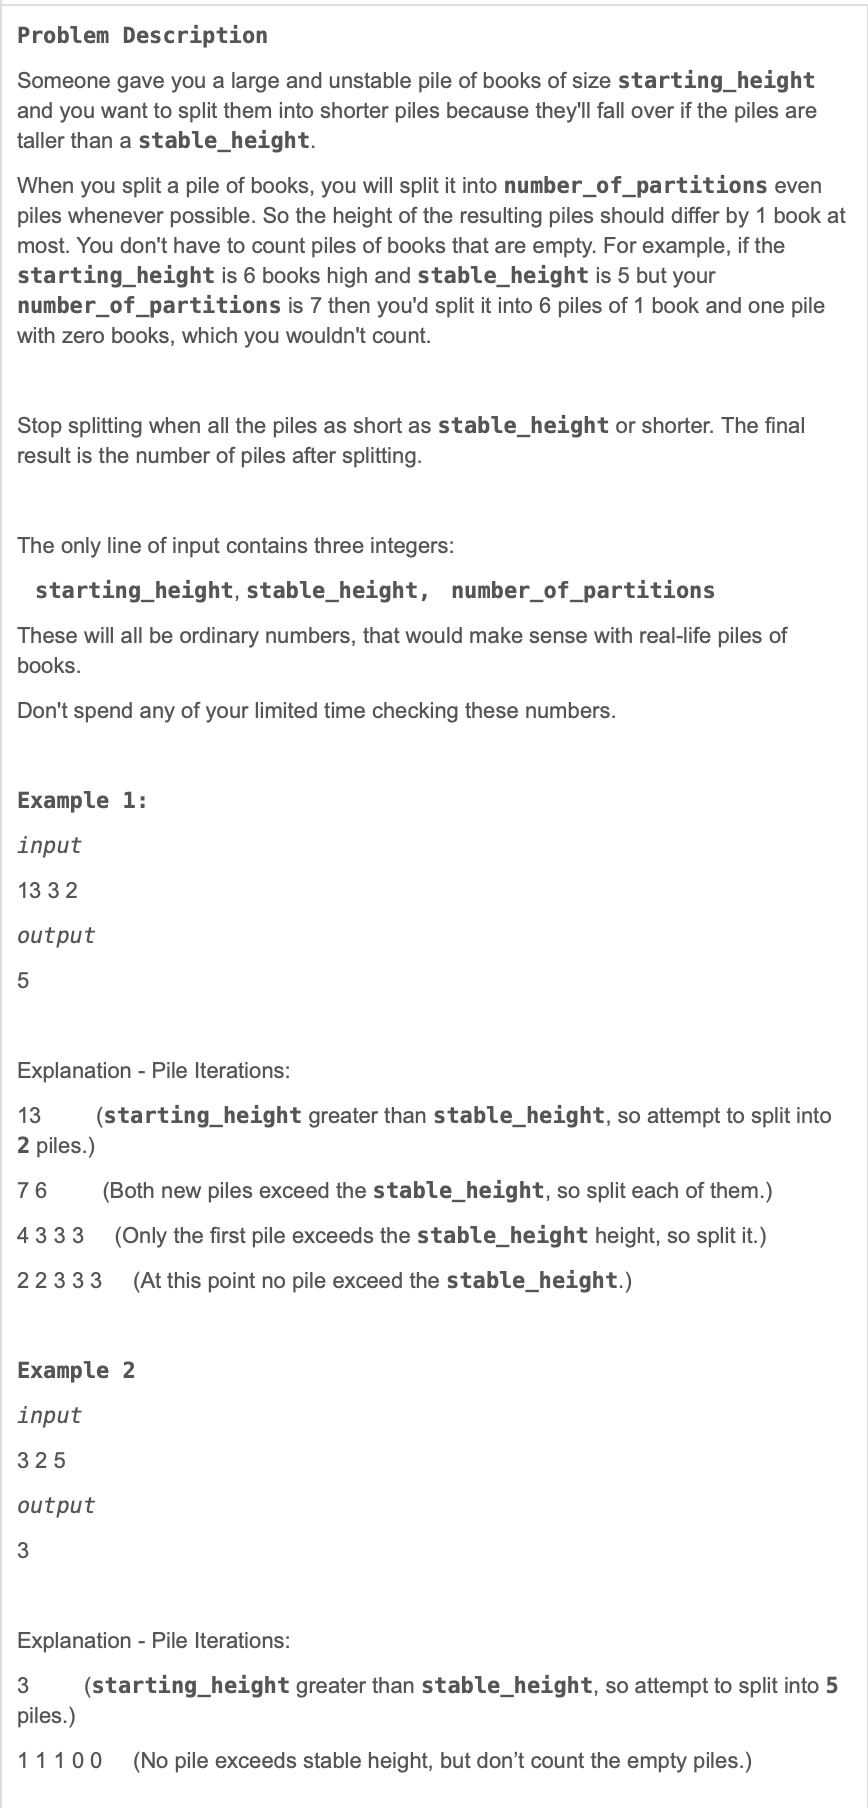 Problem Description
Someone gave you a large and unstable pile of books of size starting_height
and you want to split them into shorter piles because they'll fall over if the piles are
taller than a stable_height.
When you split a pile of books, you will split it into number_of_partitions even
piles whenever possible. So the height of the resulting piles should differ by 1 book at
most. You don't have to count piles of books that are empty. For example, if the
starting_height is 6 books high and stable_height is 5 but your
number_of_partitions is 7 then you'd split it into 6 piles of 1 book and one pile
with zero books, which you wouldn't count.
Stop splitting when all the piles as short as stable_height or shorter. The final
result is the number of piles after splitting.
The only line of input contains three integers:
starting_height, stable_height, number_of_partitions
These will all be ordinary numbers, that would make sense with real-life piles of
books.
Don't spend any of your limited time checking these numbers.
Example 1:
input
13 3 2
output
5
Explanation - Pile Iterations:
13 (starting_height greater than stable_height, so attempt to split into
2 piles.)
7 6 (Both new piles exceed the stable_height, so split each of them.)
4 3 3 3 (Only the first pile exceeds the stable_height height, so split it.)
2 2 3 3 3 (At this point no pile exceed the stable_height.)
Example 2
input
3 2 5
output
3
Explanation - Pile Iterations:
3 (starting_height greater than stable_height, so attempt to split into 5
piles.)
1 1 1 0 0 (No pile exceeds stable height, but don’t count the empty piles.)